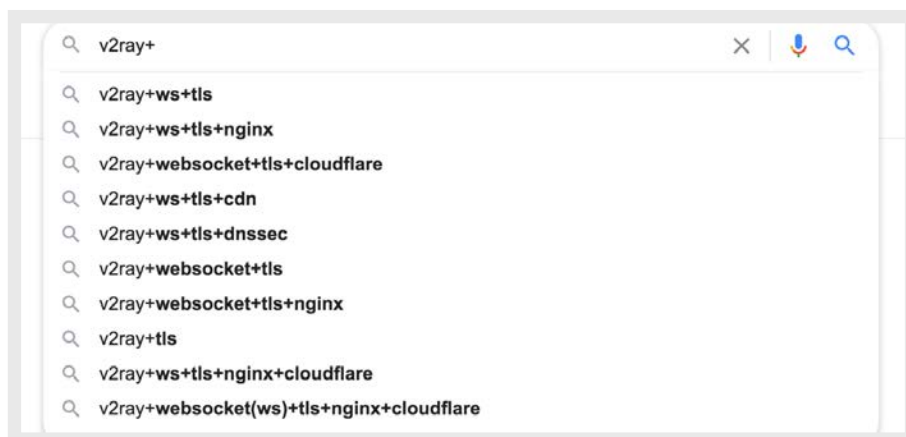 v2ray+
v2ray+ws+tls
v2ray+ws+tls+nginx
v2ray+websocket+tls+cloudflare
v2ray+ws+tls+cdn
v2ray+ws+tls+dnssec
v2ray+websocket+tls
v2ray+websocket+tls+nginx
v2ray+tls
v2ray+ws+tls+nginx+cloudflare
v2ray+websocket(ws)+tls+nginx+cloudflare